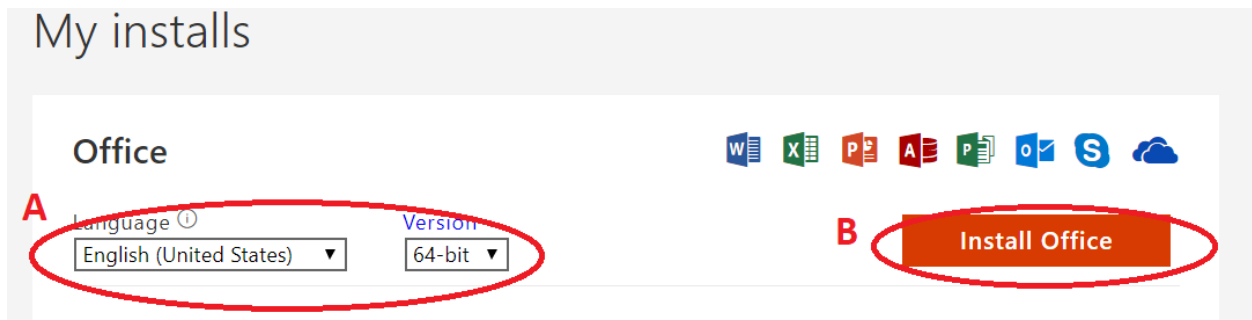 My installs
Office
W X P A P O S
A
Language
Version
B
English (United States)
64-bit
Install Office